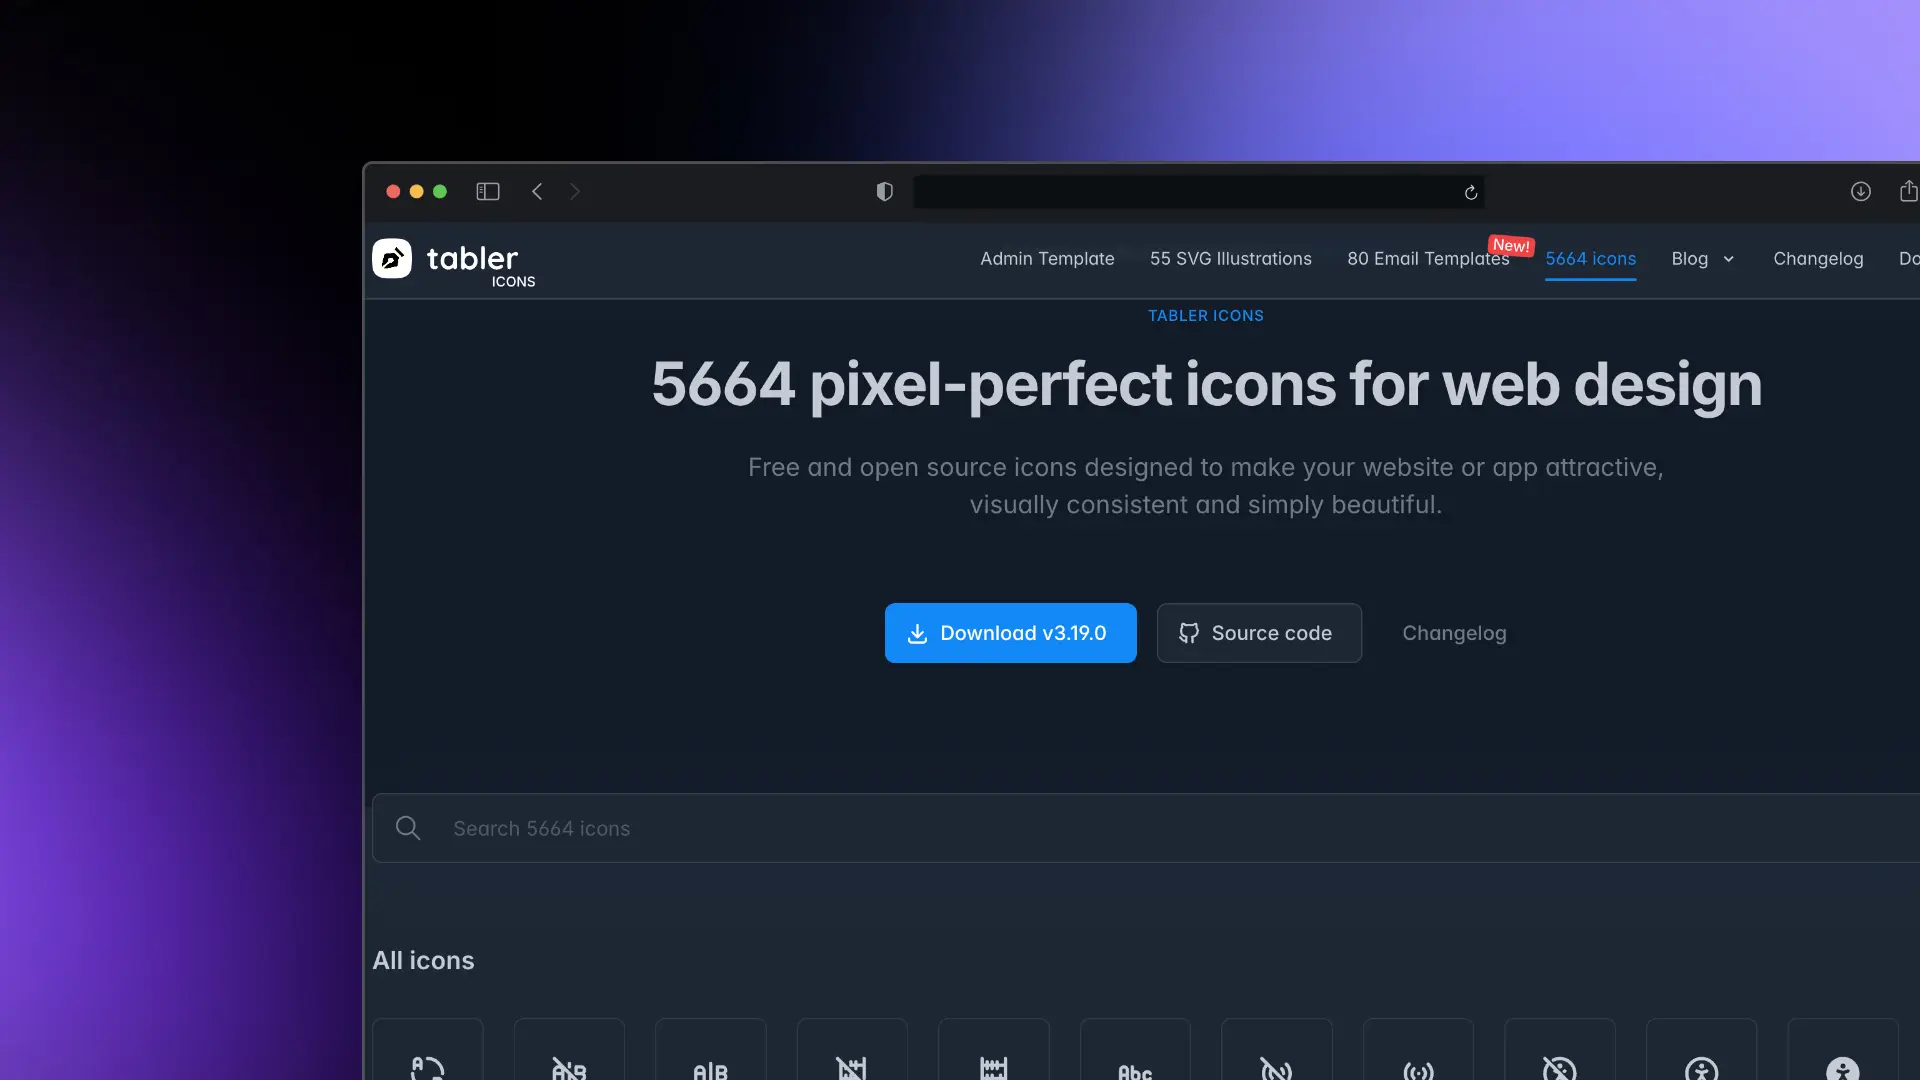 tabler
ICONS
Admin Template 55 SVG Illustrations 80 Email Templates New! 5664 icons Blog Changelog
TABLER ICONS
5664 pixel-perfect icons for web design
Free and open source icons designed to make your website or app attractive,
visually consistent and simply beautiful.
Download v3.19.0 Source code Changelog
Search 5664 icons
All icons
A|B Abc